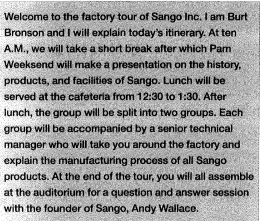 Welcome to the factory tour of Sango Inc. I am Burt
Bronson and I will explain today's itinerary. At ten
A.M., we will take a short break after which Pam
Weeksend will make a presentation on the history,
products, and facilities of Sango. Lunch will be
served at the cafeteria from 12:30 to 1:30. After
lunch, the group will be split into two groups. Each
group will be accompanied by a senior technical
manager who will take you around the factory and
explain the manufacturing process of all Sango
products. At the end of the tour, you will all assemble
at the auditorium for a question and answer session
with the founder of Sango, Andy Wallace.